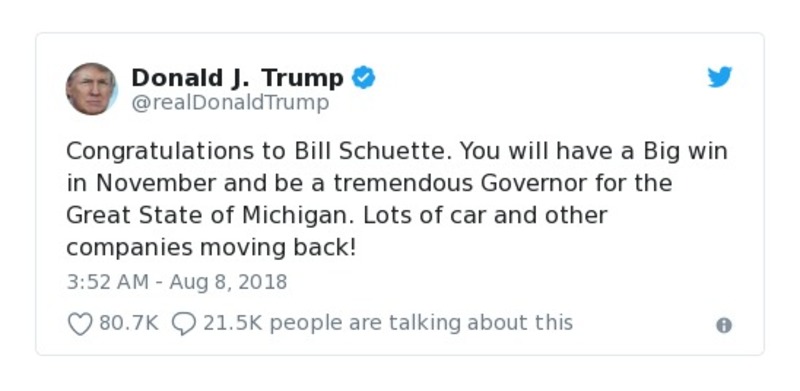 Donald J. Trump
@realDonaldTrump
Congratulations to Bill Schuette. You will have a Big win
in November and be a tremendous Governor for the
Great State of Michigan. Lots of car and other
companies moving back!
3:52 AM - Aug 8, 2018
80.7K 21.5K people are talking about this